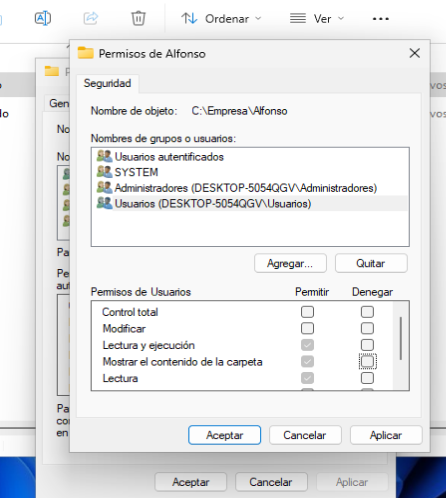 Ordenar
Ver
Permisos de Alfonso
Seguridad
Nombre de objeto: C:\Empresa\Alfonso
Nombres de grupos o usuarios:
Usuarios autentificados
SYSTEM
Administradores (DESKTOP-5054QGV\Administradores)
Usuarios (DESKTOP-5054QGV\Usuarios)
Agregar...
Quitar
Permisos de Usuarios Permitir Denegar
Control total
Modificar
Lectura y ejecución
Mostrar el contenido de la carpeta
Lectura
Aceptar Cancelar Aplicar
Aceptar Cancelar Aplicar